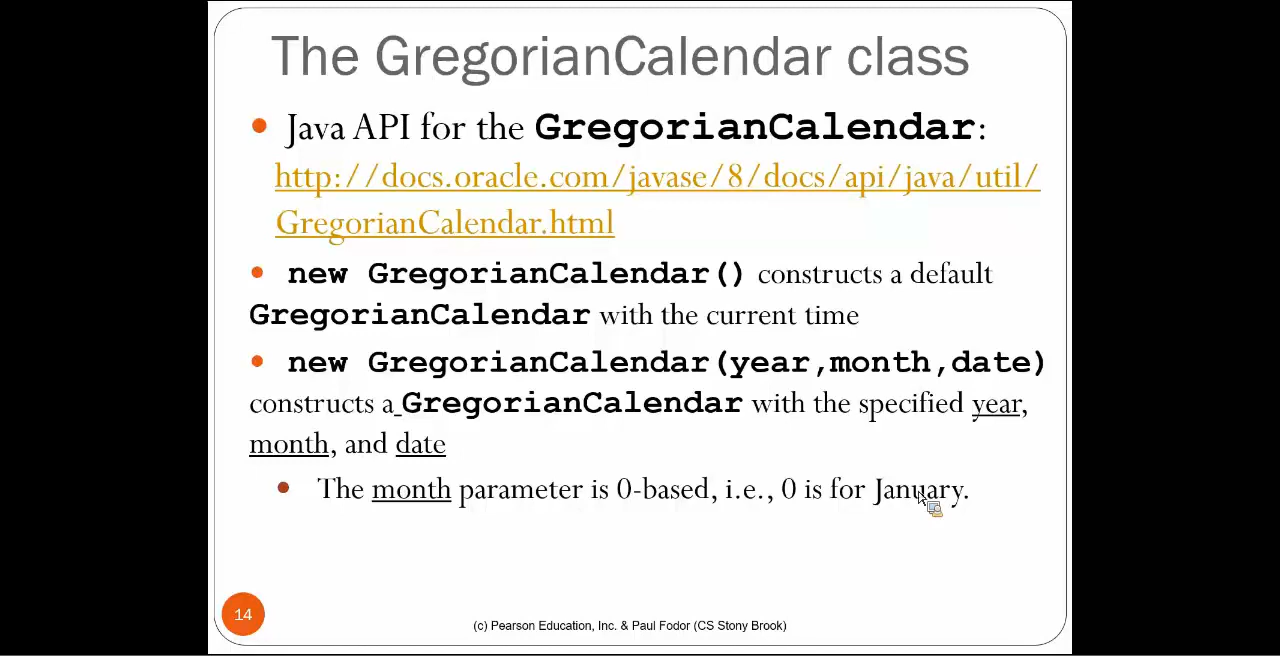 The GregorianCalendar class
• Java API for the GregorianCalendar:
http://docs.oracle.com/javase/8/docs/api/java/util/
GregorianCalendar.html
• new GregorianCalendar() constructs a default
GregorianCalendar with the current time
• new GregorianCalendar(year,month,date)
constructs a GregorianCalendar with the specified year,
month, and date
• The month parameter is 0-based, i.e., 0 is for January.
14
(c) Pearson Education, Inc. & Paul Fodor (CS Stony Brook)